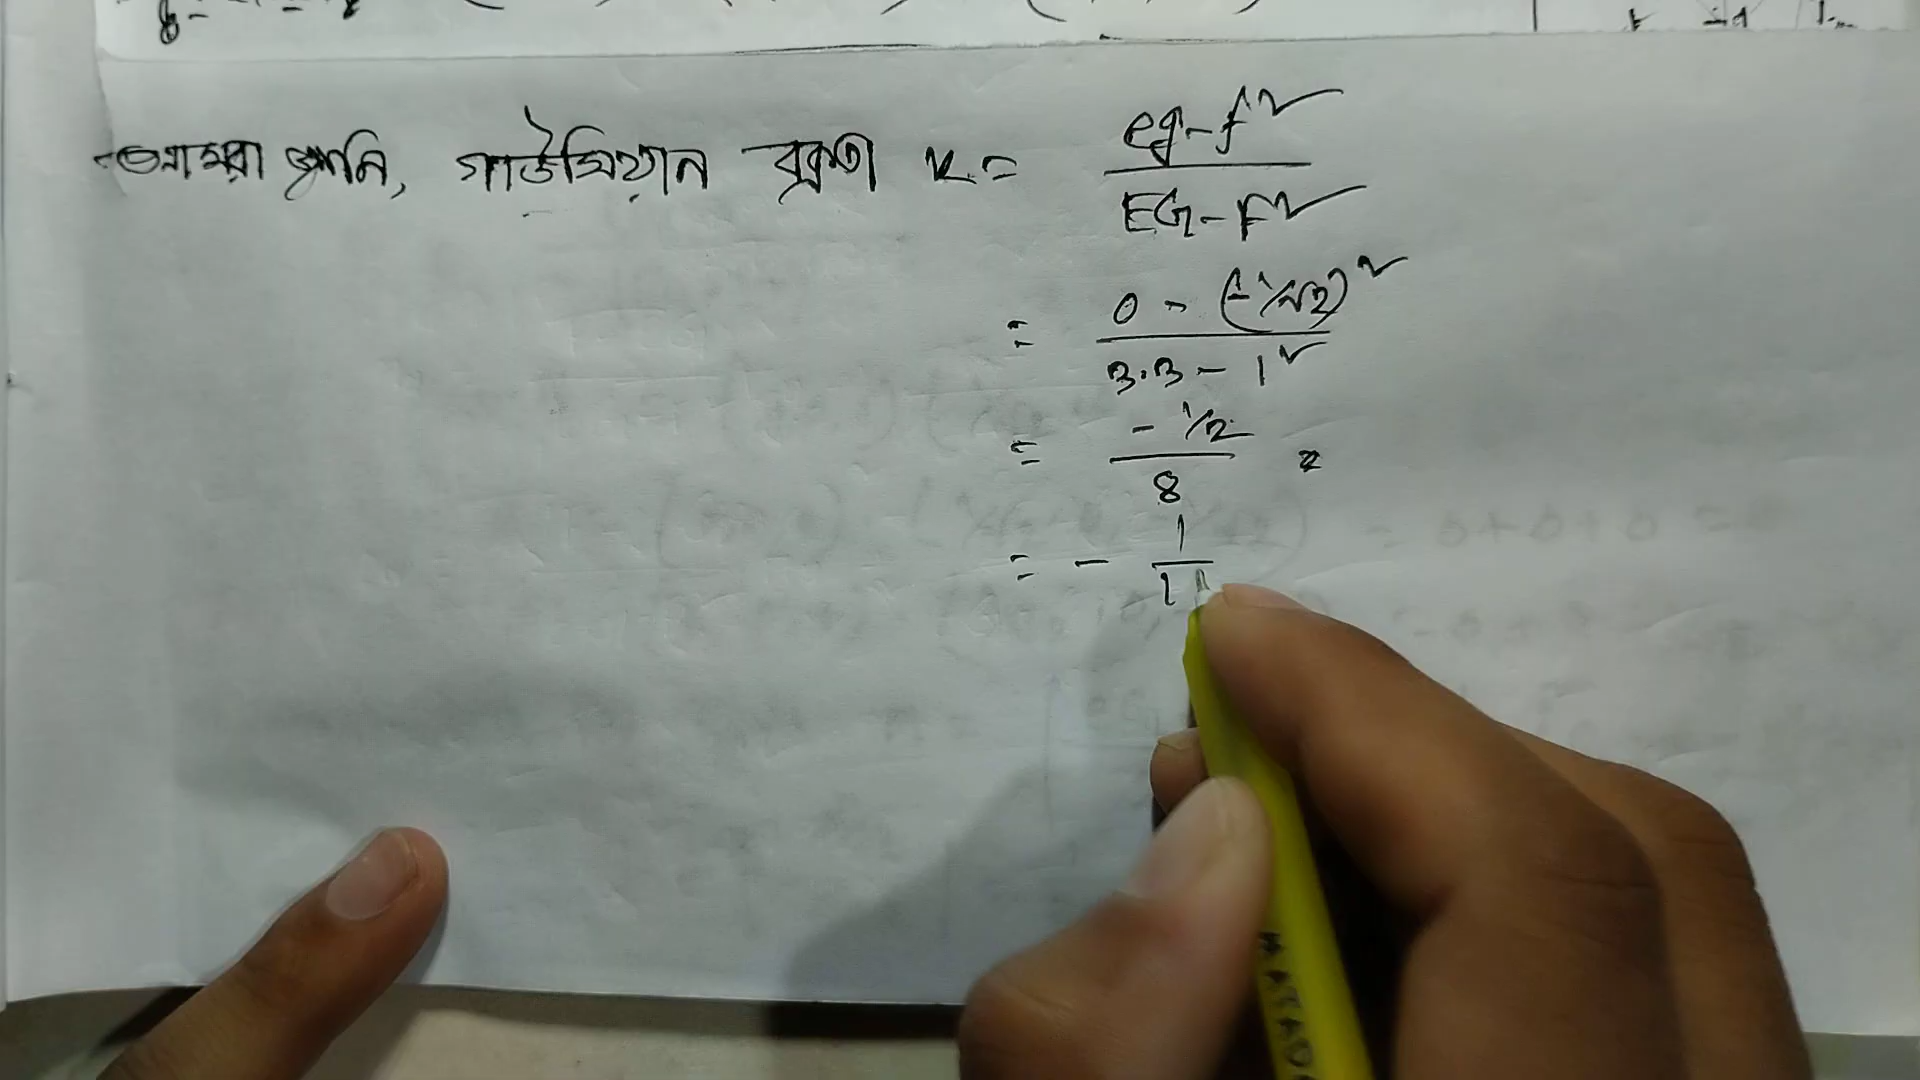 আমরা জানি, গাউসিয়ান বক্রতা K = (eg - f²) / (EG - F²)
= (0 - (-1/√2)²) / (3.3 - 1²)
= (-1/2) / 8
= - 1/1